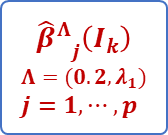 β̂^Λ_j(I_k)
Λ = (0.2, λ_1)
j = 1, ⋯, p